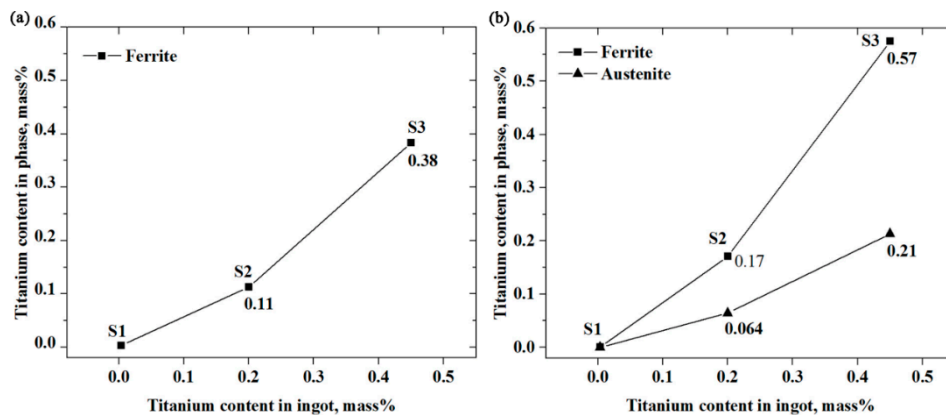 (a)
0.6
0.5
0.4
0.3
0.2
0.1
0.0
Titanium content in phase, mass%
Ferrite
S1
S2
0.11
S3
0.38
0.0 0.1 0.2 0.3 0.4 0.5
Titanium content in ingot, mass%
(b)
0.6
0.5
0.4
0.3
0.2
0.1
0.0
Titanium content in phase, mass%
Ferrite
Austenite
S1
S2
0.17
S3
0.57
0.064
0.21
0.0 0.1 0.2 0.3 0.4 0.5
Titanium content in ingot, mass%